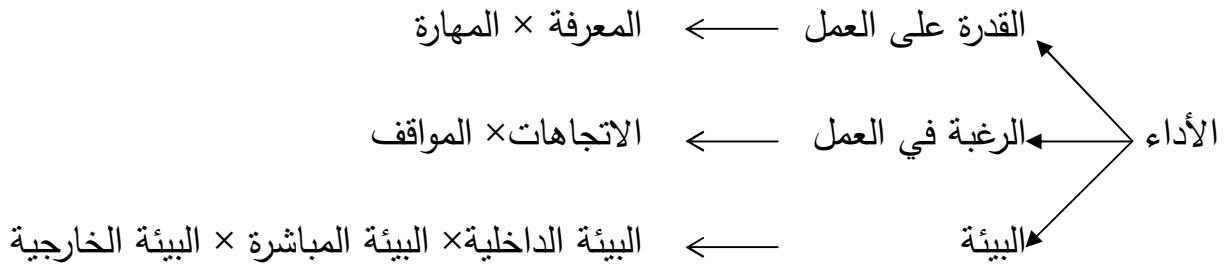 القدرة على العمل ← المعرفة × المهارة
الأداء الرغبة في العمل ← الاتجاهات× المواقف
البيئة ← البيئة الداخلية× البيئة المباشرة × البيئة الخارجية